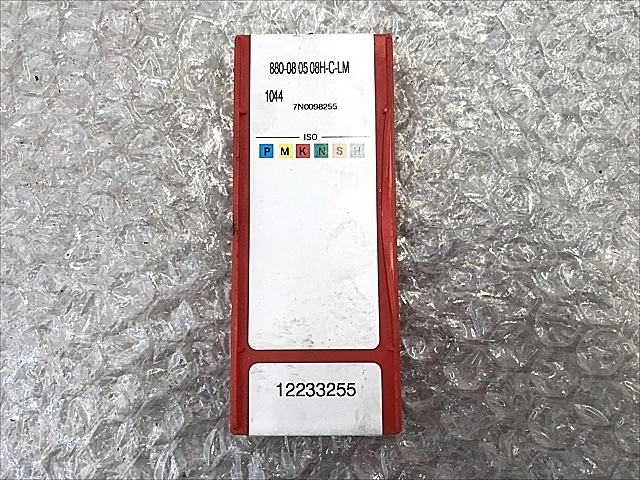 880-08 05 08H-C-LM
1044
7N0098255
ISO
P M K N S H
12233255